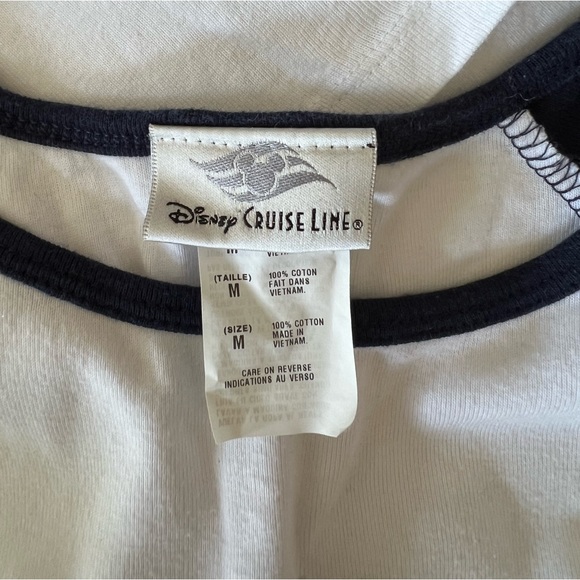 Disney CRUISE LINE®
M
(TAILLE) 100% COTON
M FAIT DANS
VIETNAM.
(SIZE) 100% COTTON
M MADE IN
VIETNAM.
CARE ON REVERSE
INDICATIONS AU VERSO